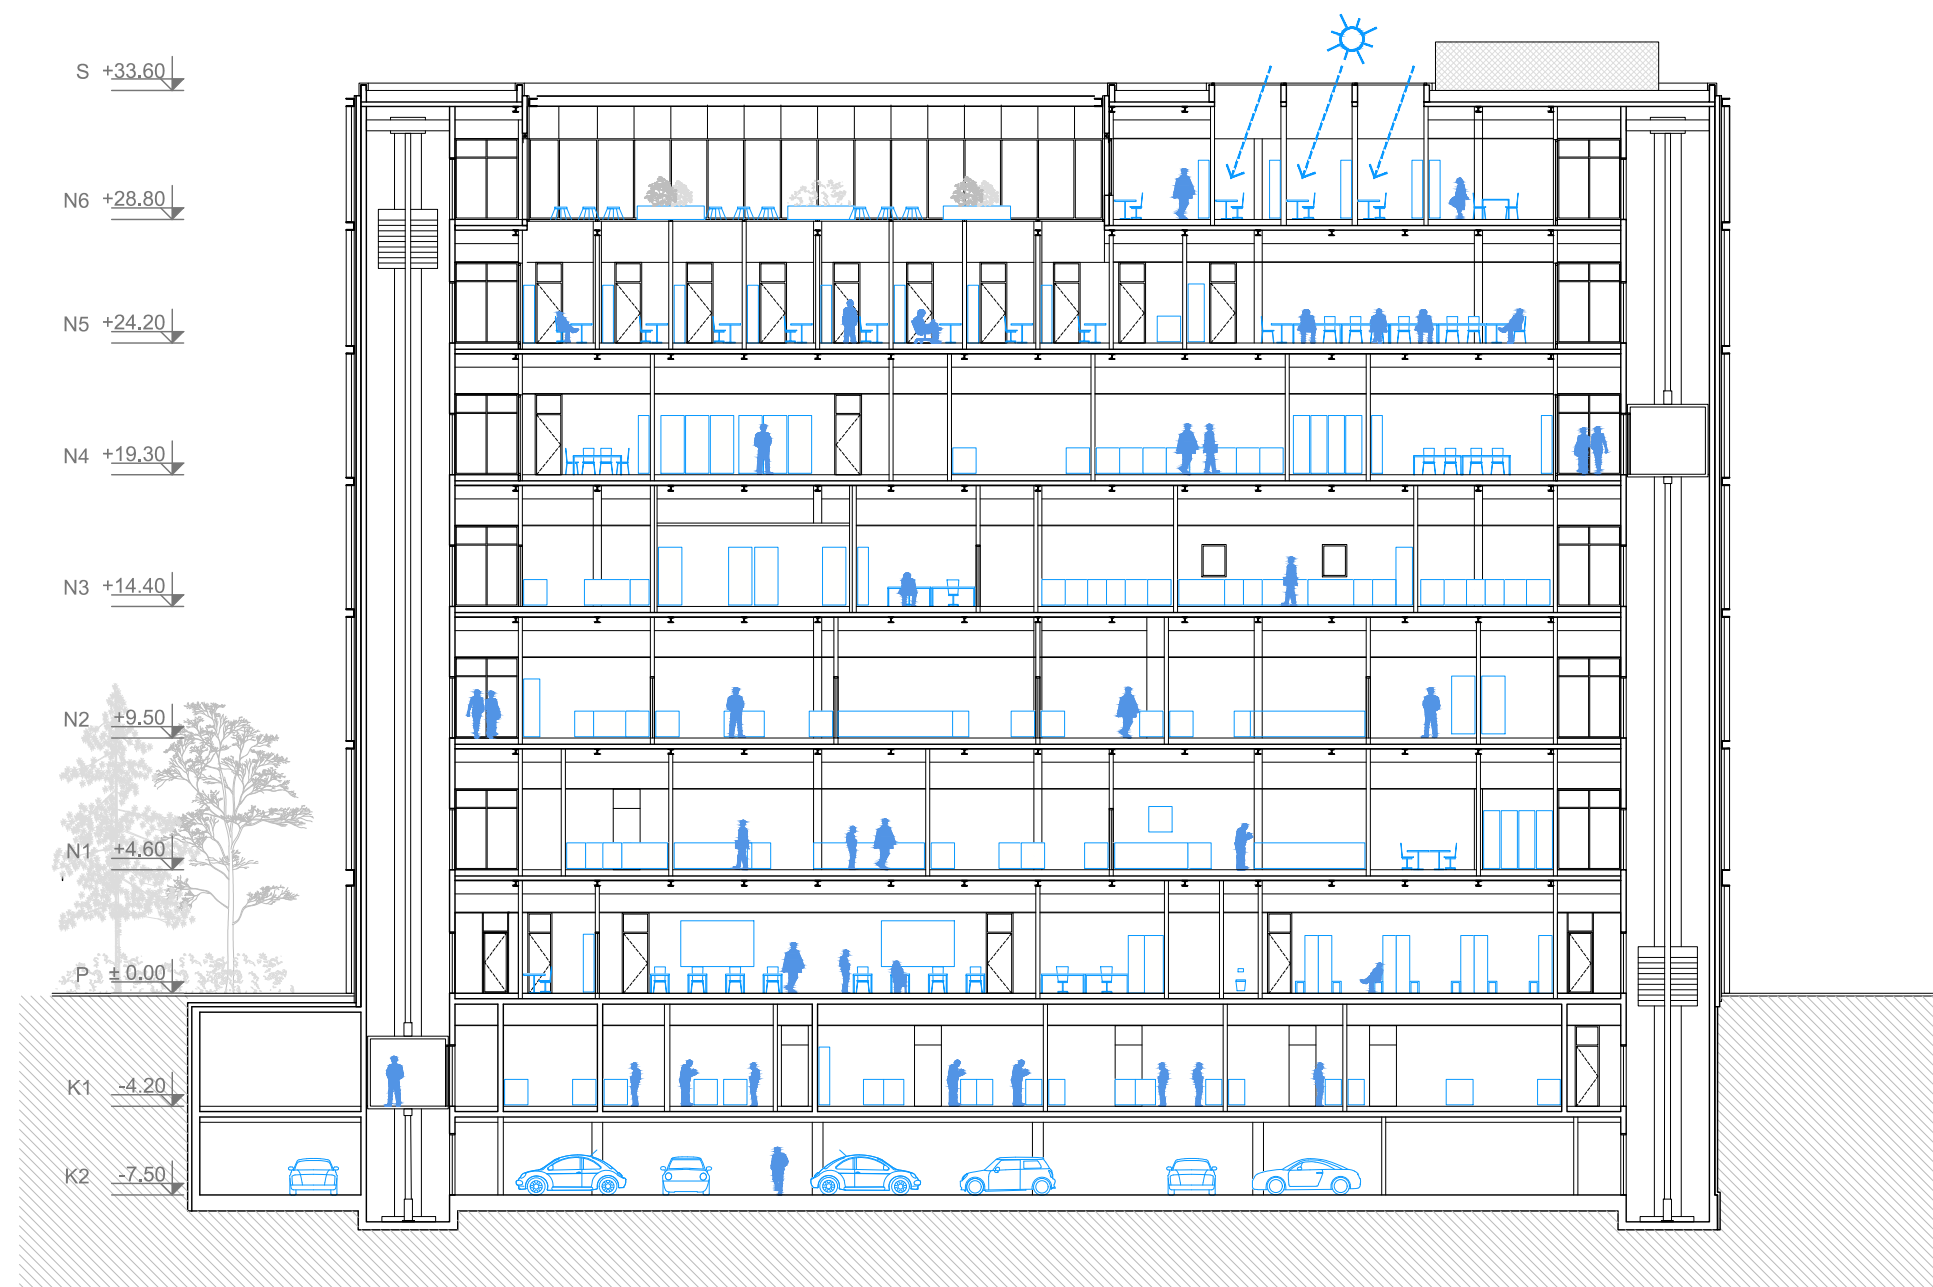 S +33.60
N6 +28.80
N5 +24.20
N4 +19.30
N3 +14.40
N2 +9.50
N1 +4.60
P ± 0.00
K1 -4.20
K2 -7.50